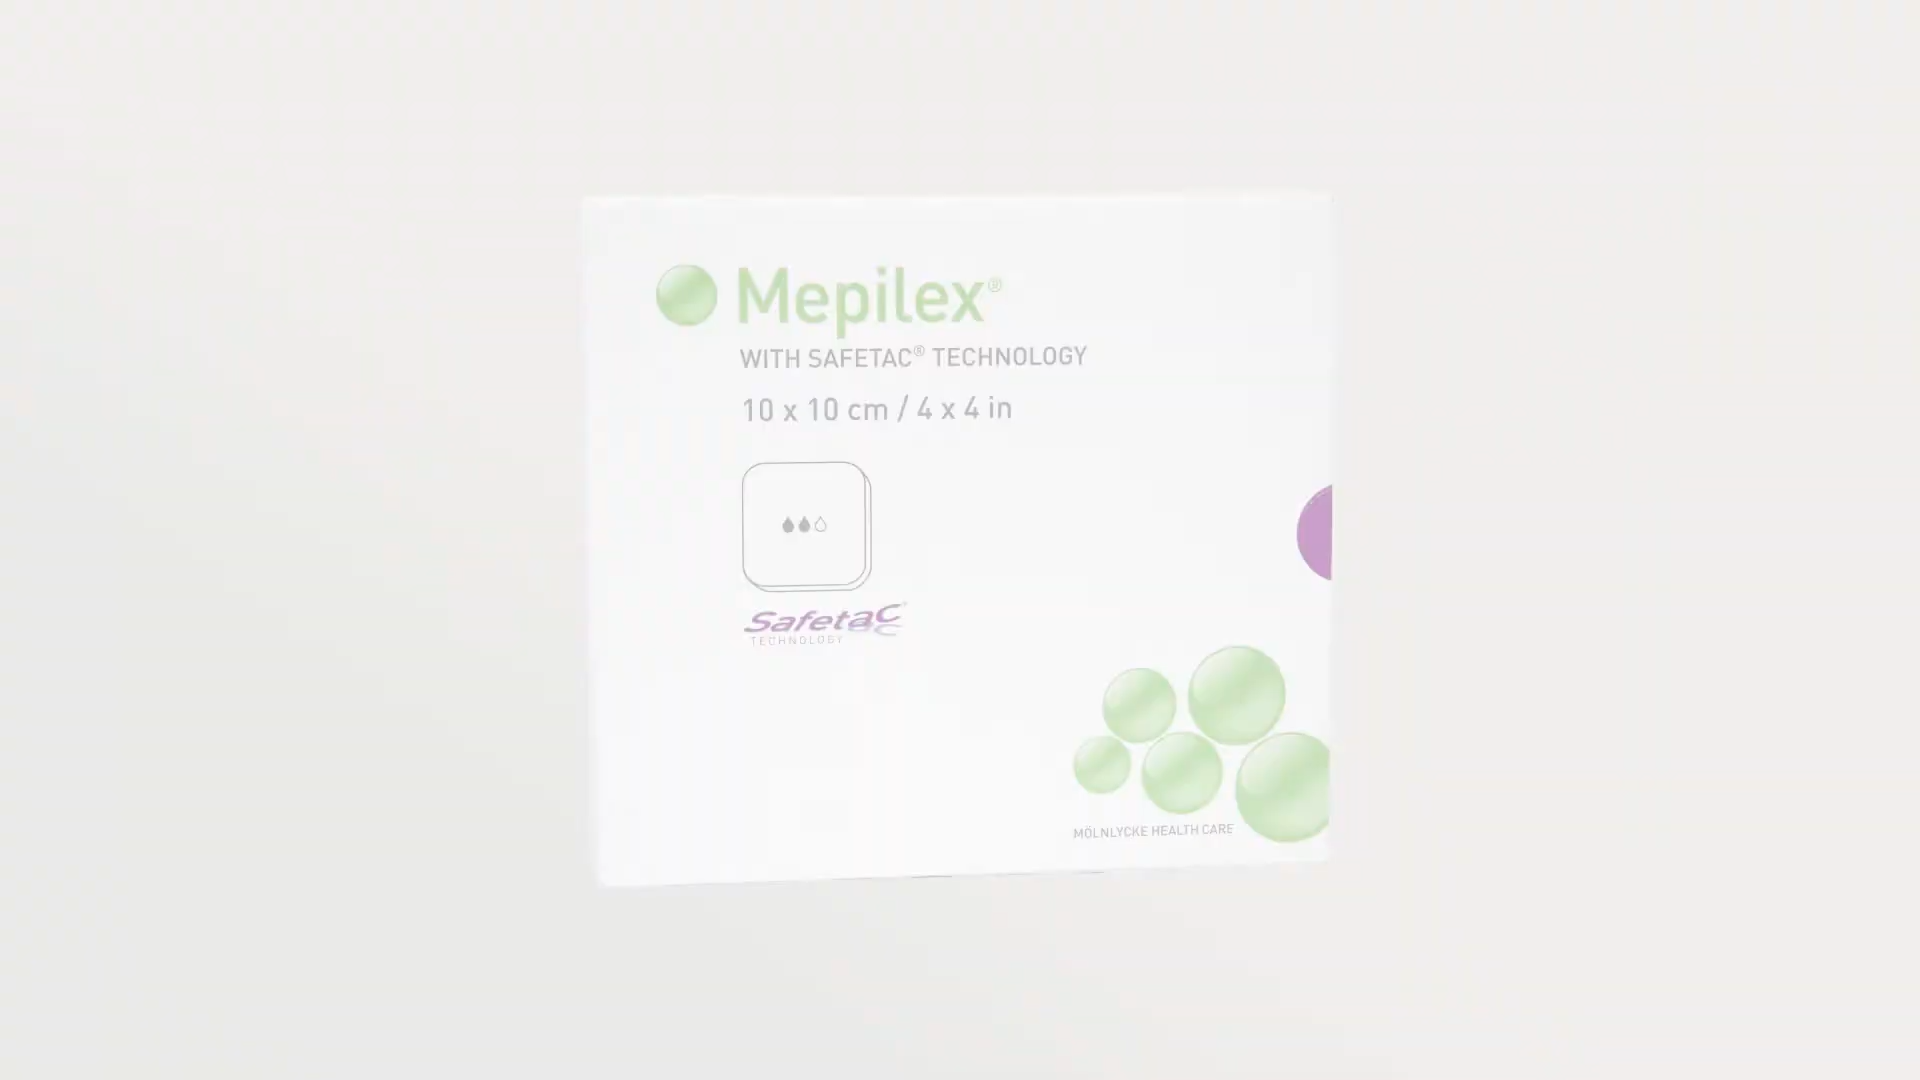 Mepilex®
WITH SAFETAC® TECHNOLOGY
10 x 10 cm / 4 x 4 in
Safetac®
TECHNOLOGY
MÖLNLYCKE HEALTH CARE